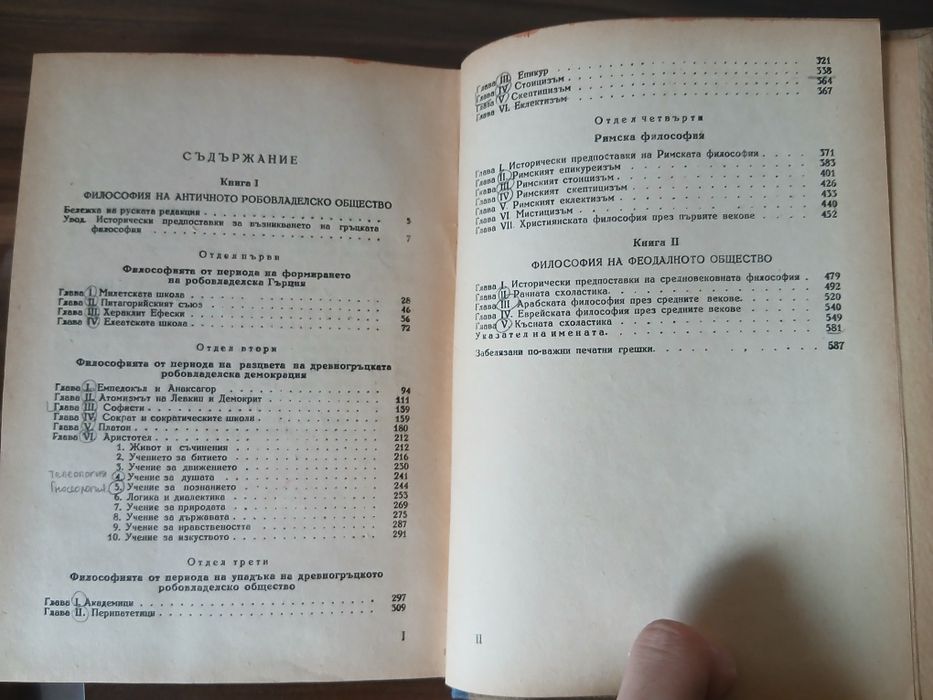 СЪДЪРЖАНИЕ
Книга I
ФИЛОСОФИЯ НА АНТИЧНОТО РОБОВЛАДЕЛСКО ОБЩЕСТВО
Бележка на руската редакция . . . . . . . . . . . . . . . . . 5
Увод. Исторически предпоставки за възникването на гръцката
философия . . . . . . . . . . . . . . . . . . . . . . . 7
Отдел първи
Философията от периода на формирането
на робовладелска Гърция
Глава I. Милетската школа . . . . . . . . . . . . . . . . . 28
Глава II. Питагорийският съюз . . . . . . . . . . . . . . . . 46
Глава III. Хераклит Ефески . . . . . . . . . . . . . . . . . 56
Глава IV. Елеатската школа . . . . . . . . . . . . . . . . . 72
Отдел втори
Философията от периода на разцвета на древногръцката
робовладелска демокрация
Глава I. Емпедокъл и Анаксагор . . . . . . . . . . . . . . . 94
Глава II. Атомизмът на Левкип и Демокрит . . . . . . . . . . 111
Глава III. Софисти . . . . . . . . . . . . . . . . . . . . 139
Глава IV. Сократ и сократическите школи . . . . . . . . . . 159
Глава V. Платон . . . . . . . . . . . . . . . . . . . . . 180
Глава VI. Аристотел . . . . . . . . . . . . . . . . . . . 212
1. Живот и съчинения . . . . . . . . . . . . . 212
2. Учението за битието . . . . . . . . . . . . 216
3. Учение за движението . . . . . . . . . . . . 230
телеология 4. Учение за душата . . . . . . . . . . . . . . 241
Гносеология 5. Учение за познанието . . . . . . . . . . . . 244
6. Логика и диалектика . . . . . . . . . . . . 253
7. Учение за природата . . . . . . . . . . . . 269
8. Учение за държавата . . . . . . . . . . . . 275
9. Учение за нравствеността . . . . . . . . . . 287
10. Учение за изкуството . . . . . . . . . . . . 291
Отдел трети
Философията от периода на упадъка на древногръцкото
робовладелско общество
Глава I. Академици . . . . . . . . . . . . . . . . . . . . 297
Глава II. Перипатетици . . . . . . . . . . . . . . . . . . 309
I
Глава III. Епикур . . . . . . . . . . . . . . . . . . . . 321
Глава IV. Стоицизъм . . . . . . . . . . . . . . . . . . . 338
Глава V. Скептицизъм . . . . . . . . . . . . . . . . . . 364
Глава VI. Еклектизъм . . . . . . . . . . . . . . . . . . 367
Отдел четвърти
Римска философия
Глава I. Исторически предпоставки на Римската философия . . . . 371
Глава II. Римският епикуреизъм . . . . . . . . . . . . . . 383
Глава III. Римският стоицизъм . . . . . . . . . . . . . . . 401
Глава IV. Римският скептицизъм . . . . . . . . . . . . . . 426
Глава V. Римският еклектизъм . . . . . . . . . . . . . . . 433
Глава VI. Мистицизъм . . . . . . . . . . . . . . . . . . . 440
Глава VII. Християнската философия през първите векове . . . . 452
Книга II
ФИЛОСОФИЯ НА ФЕОДАЛНОТО ОБЩЕСТВО
Глава I. Исторически предпоставки на средновековната философия . 479
Глава II. Ранната схоластика . . . . . . . . . . . . . . . 492
Глава III. Арабската философия през средните векове . . . . . . 520
Глава IV. Еврейската философия през средните векове . . . . . . 540
Глава V. Късната схоластика . . . . . . . . . . . . . . . . 549
Указател на имената . . . . . . . . . . . . . . . . . . . 581
Забелязани по-важни печатни грешки . . . . . . . . . . . . . 587
II